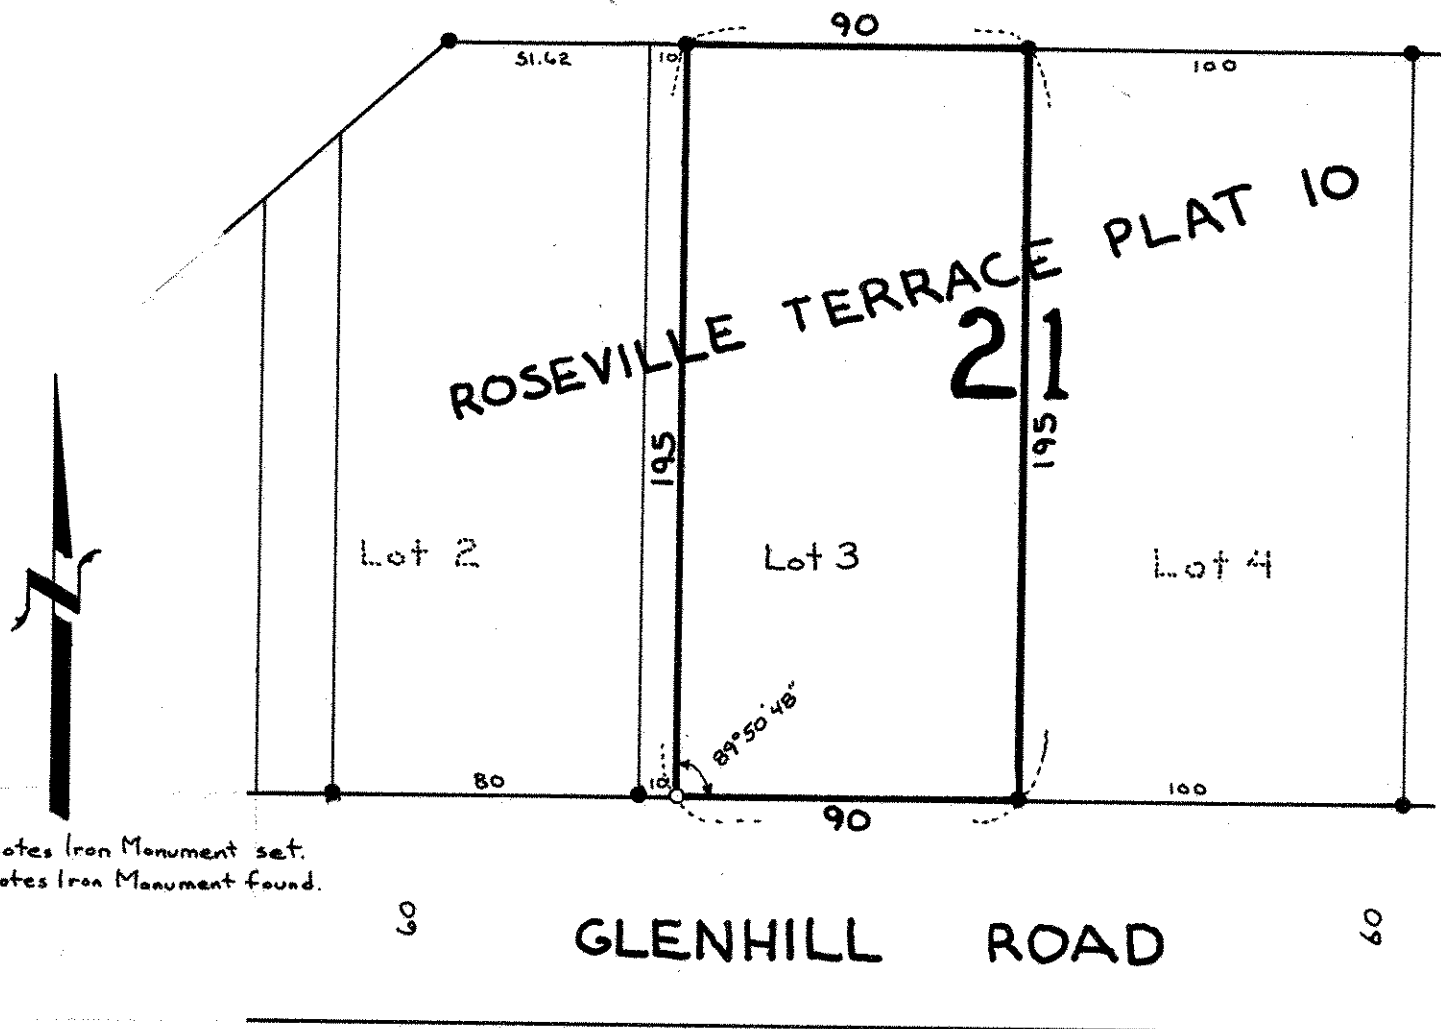 90
51.62
10
100
ROSEVILLE TERRACE PLAT 10
21
195
195
Lot 2
Lot 3
Lot 4
89°50'48"
80
10
90
100
otes Iron Monument set.
otes Iron Monument found.
60
GLENHILL ROAD
60